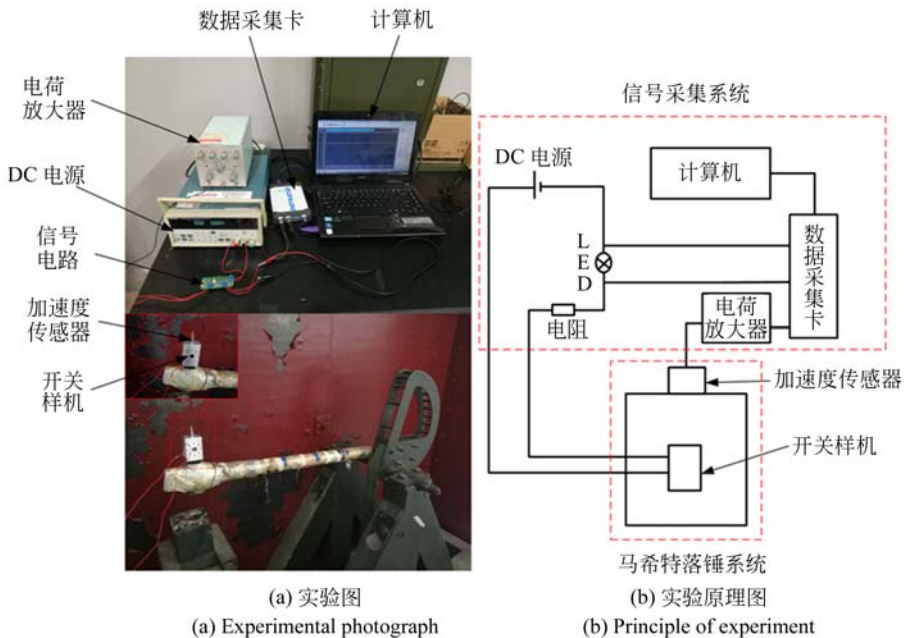 数据采集卡
计算机
电荷
放大器
DC 电源
信号
电路
加速度
传感器
开关
样机
(a) 实验图
(a) Experimental photograph
信号采集系统
DC 电源
计算机
L
E
D
数
据
采
集
卡
电阻
电荷
放大器
加速度传感器
开关样机
马希特落锤系统
(b) 实验原理图
(b) Principle of experiment